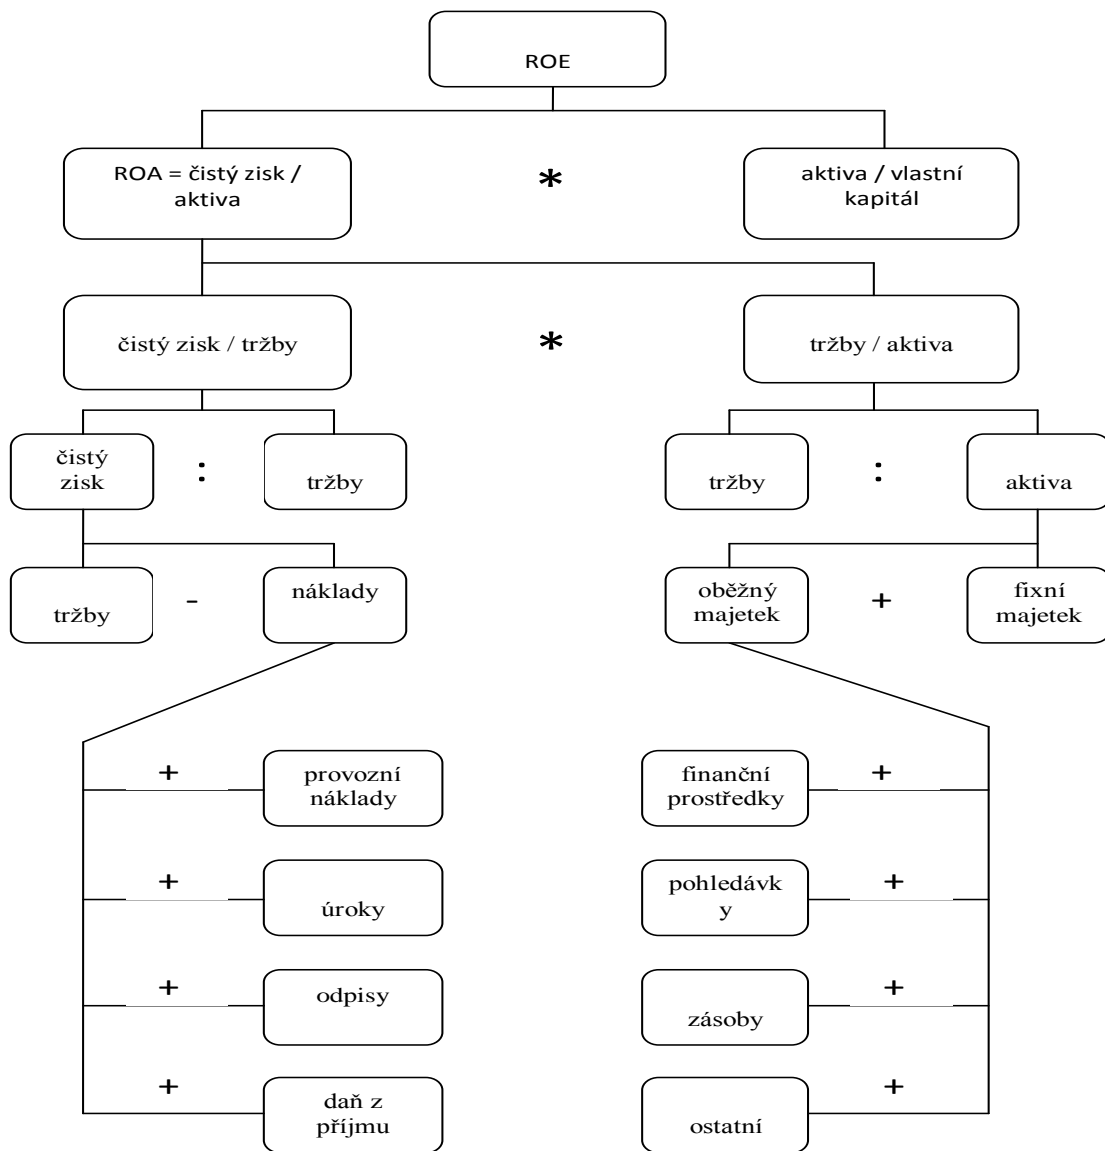 ROE
ROA = čistý zisk /
aktiva
*
aktiva / vlastní
kapitál
čistý zisk / tržby
*
tržby / aktiva
čistý
zisk
:
tržby
tržby
:
aktiva
tržby
-
náklady
oběžný
majetek
+
fixní
majetek
+
provozní
náklady
finanční
prostředky
+
+
úroky
pohledávk
y
+
+
odpisy
zásoby
+
+
daň z
příjmu
ostatní
+